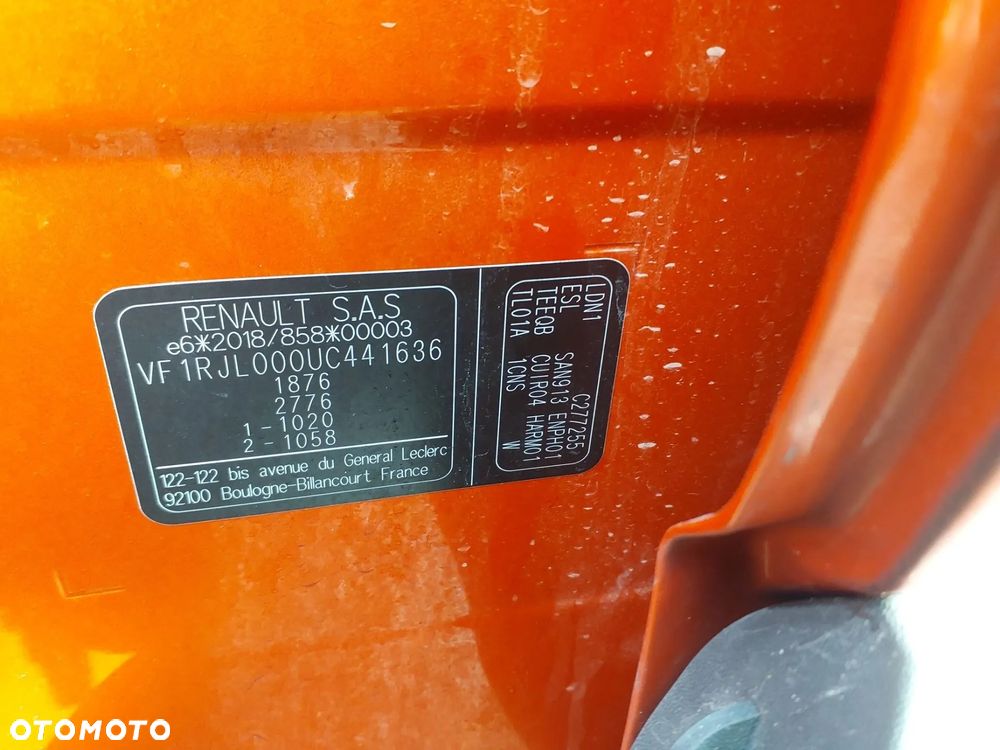 RENAULT S.A.S
e6*2018/858*00003
VF1RJL000UC441636
1876
2776
1 - 1020
2 - 1058
122-122 bis avenue du General Leclerc
92100 Boulogne-Billancourt France
LDN1 C277255
ESL SAN913 ENPH01
TEEQB CUIR04 HARM01
TL01A 1CNS W
OTOMOTO